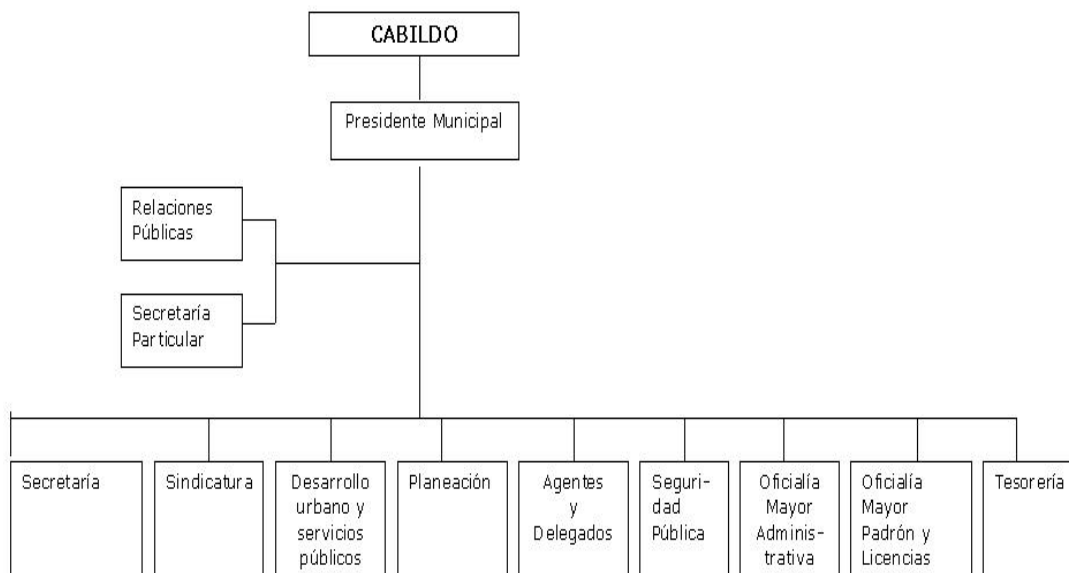 CABILDO
Presidente Municipal
Relaciones
Públicas
Secretaría
Particular
Secretaría
Sindicatura
Desarrollo
urbano y
servicios
públicos
Planeación
Agentes
y
Delegados
Seguri-
dad
Pública
Oficialía
Mayor
Adminis-
trativa
Oficialía
Mayor
Padrón y
Licencias
Tesorería